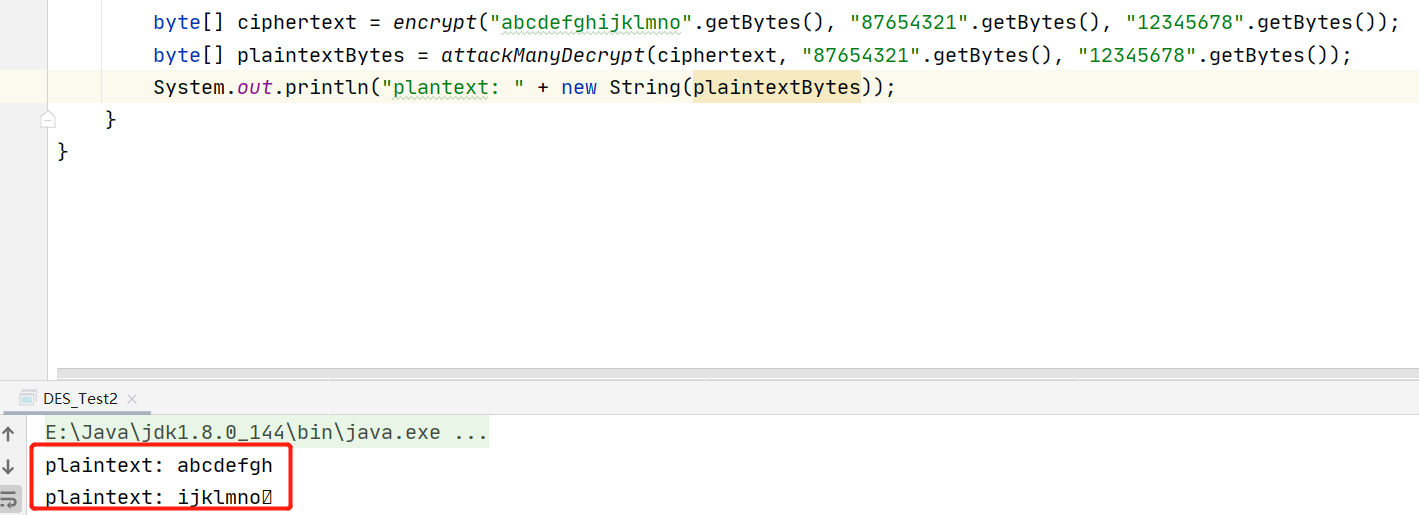 byte[] ciphertext = encrypt("abcdefghijklmno".getBytes(), "87654321".getBytes(), "12345678".getBytes());
byte[] plaintextBytes = attackManyDecrypt(ciphertext, "87654321".getBytes(), "12345678".getBytes());
System.out.println("plantext: " + new String(plaintextBytes));
}
}
DES_Test2
E:\Java\jdk1.8.0_144\bin\java.exe ...
plaintext: abcdefgh
plaintext: ijklmno